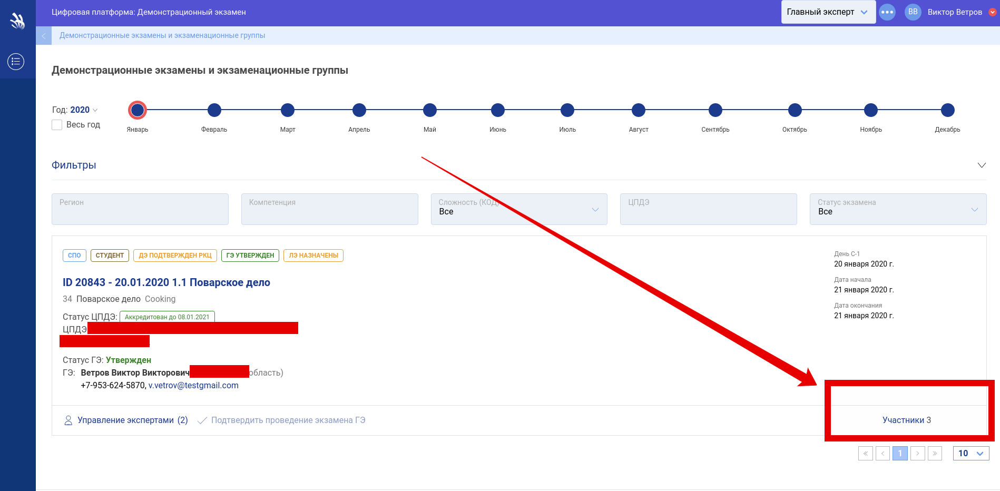 Цифровая платформа: Демонстрационный экзамен
Главный эксперт
ВВ
Виктор Ветров
Демонстрационные экзамены и экзаменационные группы
Демонстрационные экзамены и экзаменационные группы
Год: 2020
Весь год
Январь Февраль Март Апрель Май Июнь Июль Август Сентябрь Октябрь Ноябрь Декабрь
Фильтры
Регион
Компетенция
Сложность (КОД)
Все
ЦПДЭ
Статус экзамена
Все
СПО СТУДЕНТ ДЭ ПОДТВЕРЖДЕН РКЦ ГЭ УТВЕРЖДЕН ЛЭ НАЗНАЧЕНЫ
ID 20843 - 20.01.2020 1.1 Поварское дело
34 Поварское дело Cooking
Статус ЦПДЭ: Аккредитован до 08.01.2021
ЦПДЭ
Статус ГЭ: Утвержден
ГЭ: Ветров Виктор Викторович область)
+7-953-624-5870, v.vetrov@testgmail.com
День С-1
20 января 2020 г.
Дата начала
21 января 2020 г.
Дата окончания
21 января 2020 г.
Управление экспертами (2) Подтвердить проведение экзамена ГЭ
Участники 3
1
10